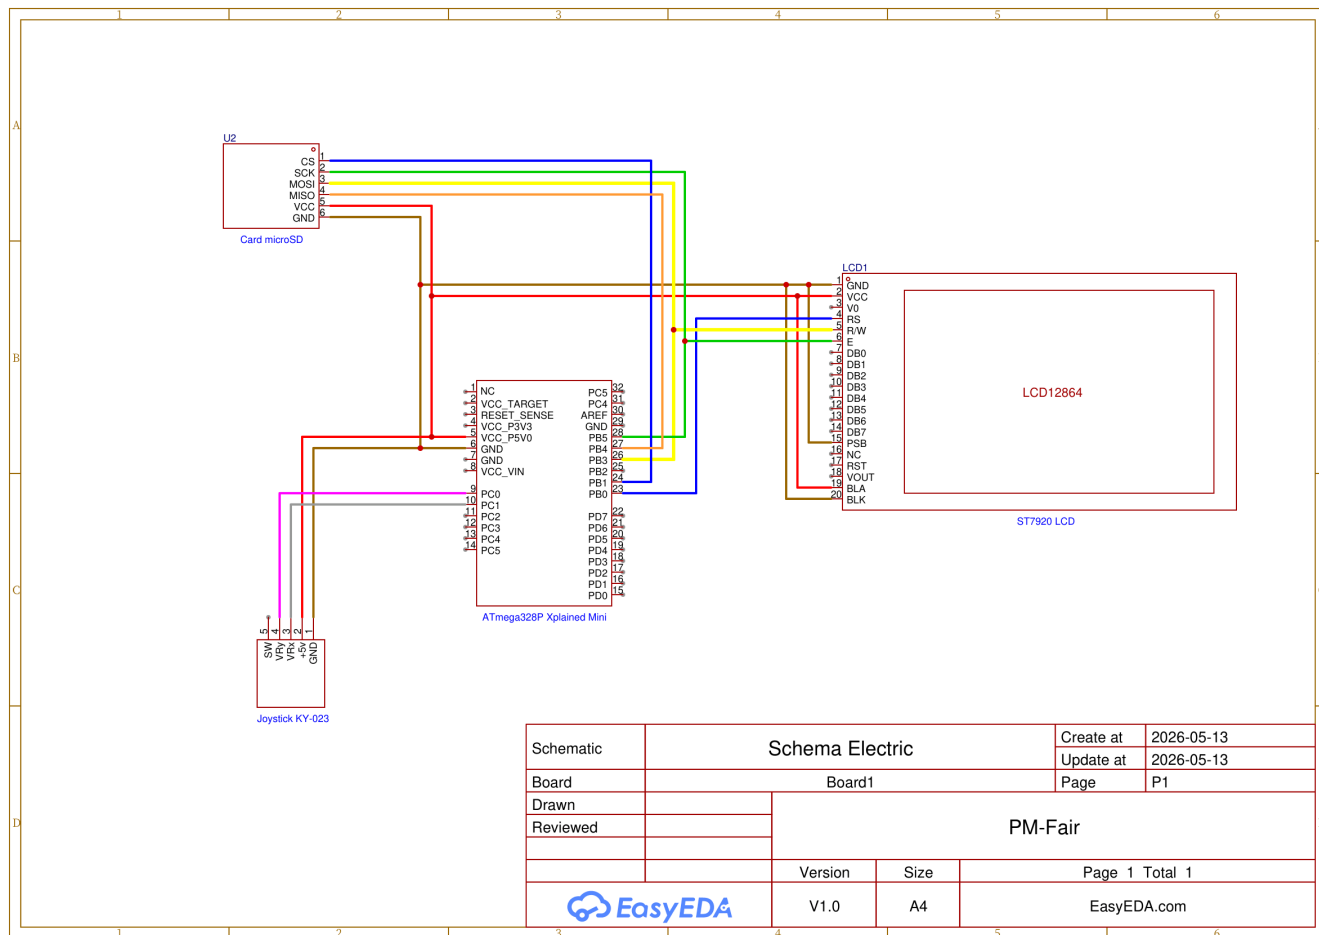 1 2 3 4 5 6
A
B
C
D
U2
CS 1
SCK 2
MOSI 3
MISO 4
VCC 5
GND 6
Card microSD
LCD1
1 GND
2 VCC
3 V0
4 RS
5 R/W
6 E
7 DB0
8 DB1
9 DB2
10 DB3
11 DB4
12 DB5
13 DB6
14 DB7
15 PSB
16 NC
17 RST
18 VOUT
19 BLA
20 BLK
LCD12864
ST7920 LCD
1 NC
2 VCC_TARGET
3 RESET_SENSE
4 VCC_P3V3
5 VCC_P5V0
6 GND
7 GND
8 VCC_VIN
9 PC0
10 PC1
11 PC2
12 PC3
13 PC4
14 PC5
PC5 32
PC4 31
AREF 30
GND 29
PB5 28
PB4 27
PB3 26
PB2 25
PB1 24
PB0 23
PD7 22
PD6 21
PD5 20
PD4 19
PD3 18
PD2 17
PD1 16
PD0 15
ATmega328P Xplained Mini
5 SW
4 VRy
3 VRx
2 +5v
1 GND
Joystick KY-023
Schematic Schema Electric Create at 2026-05-13
Update at 2026-05-13
Board Board1 Page P1
Drawn
Reviewed
PM-Fair
Version Size Page 1 Total 1
EasyEDA V1.0 A4 EasyEDA.com
1 2 3 4 5 6